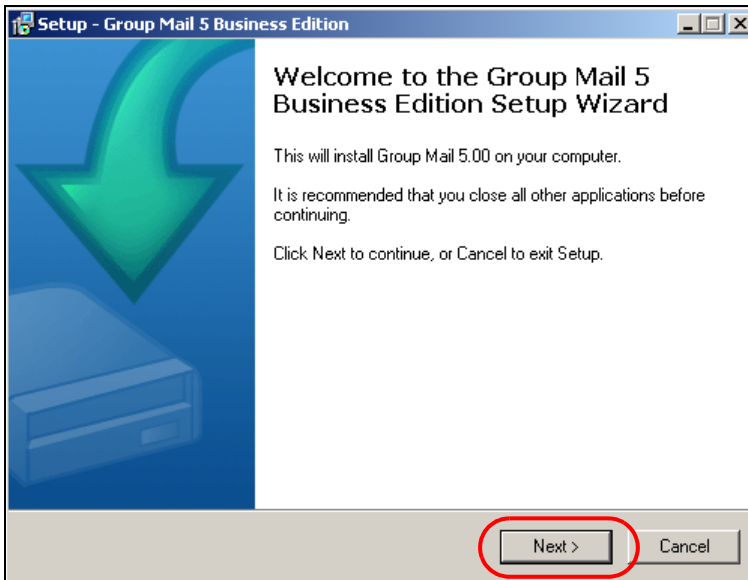 Setup - Group Mail 5 Business Edition
Welcome to the Group Mail 5
Business Edition Setup Wizard
This will install Group Mail 5.00 on your computer.
It is recommended that you close all other applications before
continuing.
Click Next to continue, or Cancel to exit Setup.
Next >
Cancel